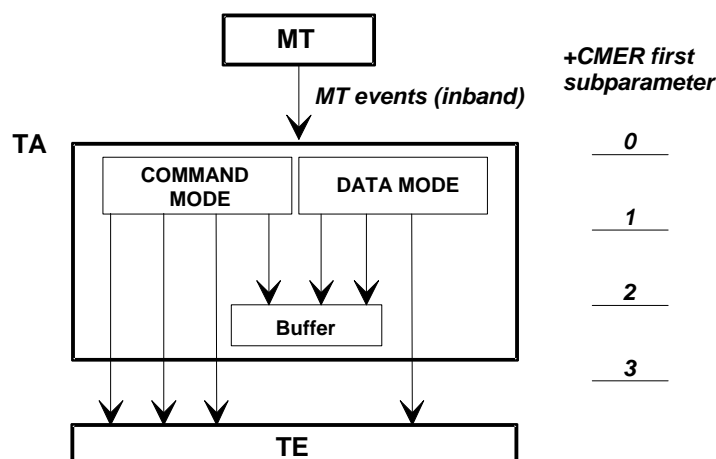 MT
+CMER first
subparameter
MT events (inband)
TA
0
COMMAND
MODE
DATA MODE
1
2
Buffer
3
TE